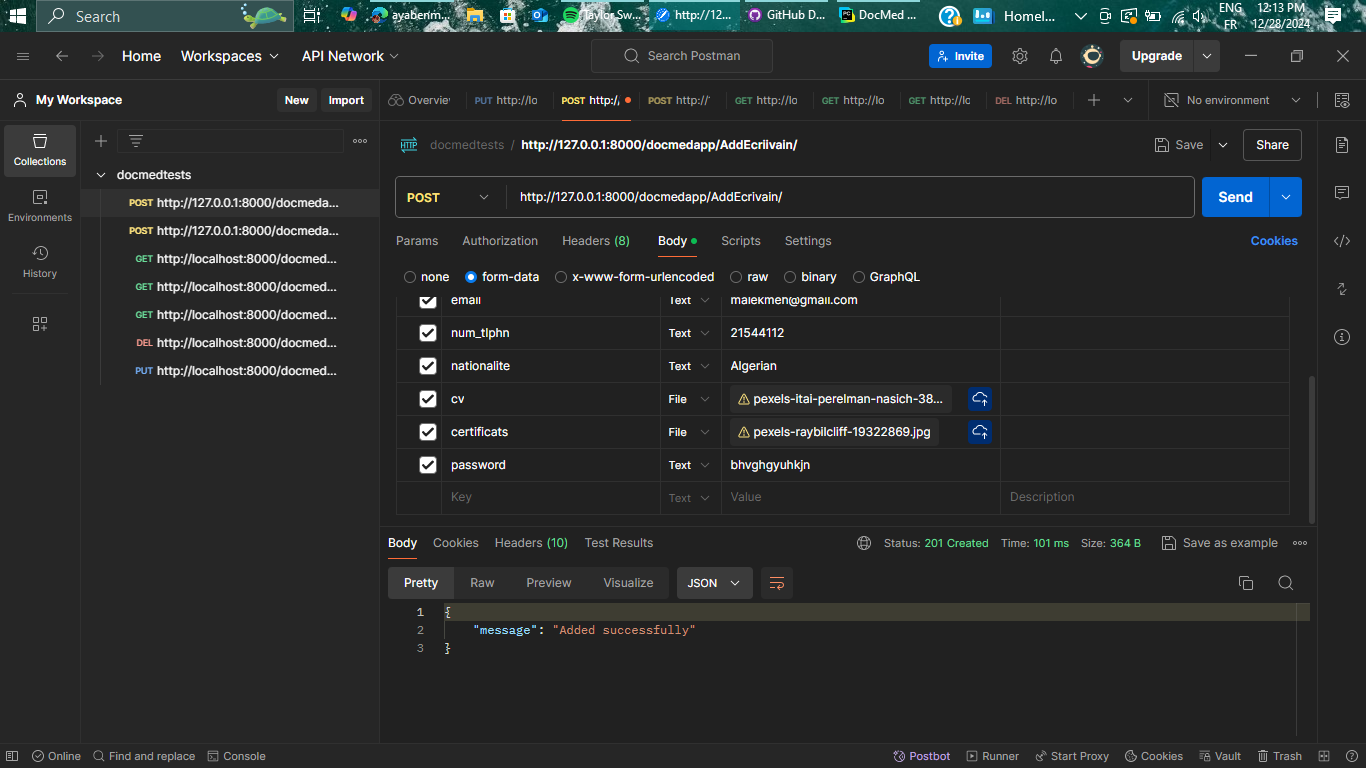 Search
ayaberim...
Taylor Sw...
http://12...
GitHub D...
DocMed ...
Homel...
ENG
FR
12:13 PM
12/28/2024
Home
Workspaces
API Network
Search Postman
Invite
Upgrade
My Workspace
New
Import
Overview
PUT http://lo
POST http:/
POST http://
GET http://lo
GET http://lo
GET http://lo
DEL http://lo
No environment
Collections
Environments
History
docmedtests
POST http://127.0.0.1:8000/docmeda...
POST http://127.0.0.1:8000/docmeda...
GET http://localhost:8000/docmed...
GET http://localhost:8000/docmed...
GET http://localhost:8000/docmed...
DEL http://localhost:8000/docmed...
PUT http://localhost:8000/docmed...
HTTP docmedtests / http://127.0.0.1:8000/docmedapp/AddEcriivain/
Save
Share
POST http://127.0.0.1:8000/docmedapp/AddEcrivain/
Send
Params Authorization Headers (8) Body Scripts Settings
Cookies
none form-data x-www-form-urlencoded raw binary GraphQL
email Text malekmen@gmail.com
num_tlphn Text 21544112
nationalite Text Algerian
cv File pexels-itai-perelman-nasich-38...
certificats File pexels-raybilcliff-19322869.jpg
password Text bhvghgyuhkjn
Key Text Value Description
Body Cookies Headers (10) Test Results
Status: 201 Created Time: 101 ms Size: 364 B Save as example
Pretty Raw Preview Visualize JSON
1 {
2 "message": "Added successfully"
3 }
Online Find and replace Console
Postbot Runner Start Proxy Cookies Vault Trash